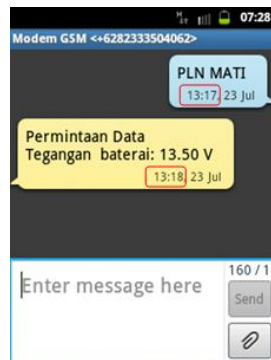 07:28
Modem GSM <+6282333504062>
PLN MATI
13:17, 23 Jul
Permintaan Data
Tegangan baterai: 13.50 V
13:18, 23 Jul
160 / 1
Enter message here
Send